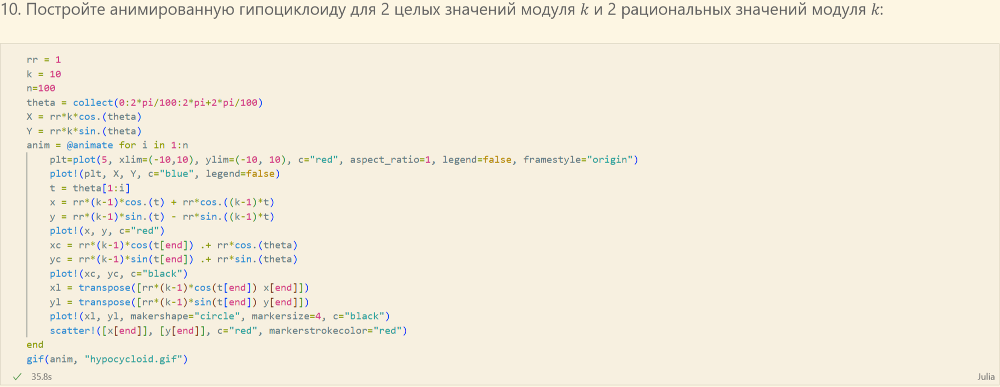 10. Постройте анимированную гипоциклоиду для 2 целых значений модуля k и 2 рациональных значений модуля k:
rr = 1
k = 10
n=100
theta = collect(0:2*pi/100:2*pi+2*pi/100)
X = rr*k*cos.(theta)
Y = rr*k*sin.(theta)
anim = @animate for i in 1:n
    plt=plot(5, xlim=(-10,10), ylim=(-10, 10), c="red", aspect_ratio=1, legend=false, framestyle="origin")
    plot!(plt, X, Y, c="blue", legend=false)
    t = theta[1:i]
    x = rr*(k-1)*cos.(t) + rr*cos.((k-1)*t)
    y = rr*(k-1)*sin.(t) - rr*sin.((k-1)*t)
    plot!(x, y, c="red")
    xc = rr*(k-1)*cos(t[end]) .+ rr*cos.(theta)
    yc = rr*(k-1)*sin(t[end]) .+ rr*sin.(theta)
    plot!(xc, yc, c="black")
    xl = transpose([rr*(k-1)*cos(t[end]) x[end]])
    yl = transpose([rr*(k-1)*sin(t[end]) y[end]])
    plot!(xl, yl, makershape="circle", markersize=4, c="black")
    scatter!([x[end]], [y[end]], c="red", markerstrokecolor="red")
end
gif(anim, "hypocycloid.gif")
✓ 35.8s
Julia